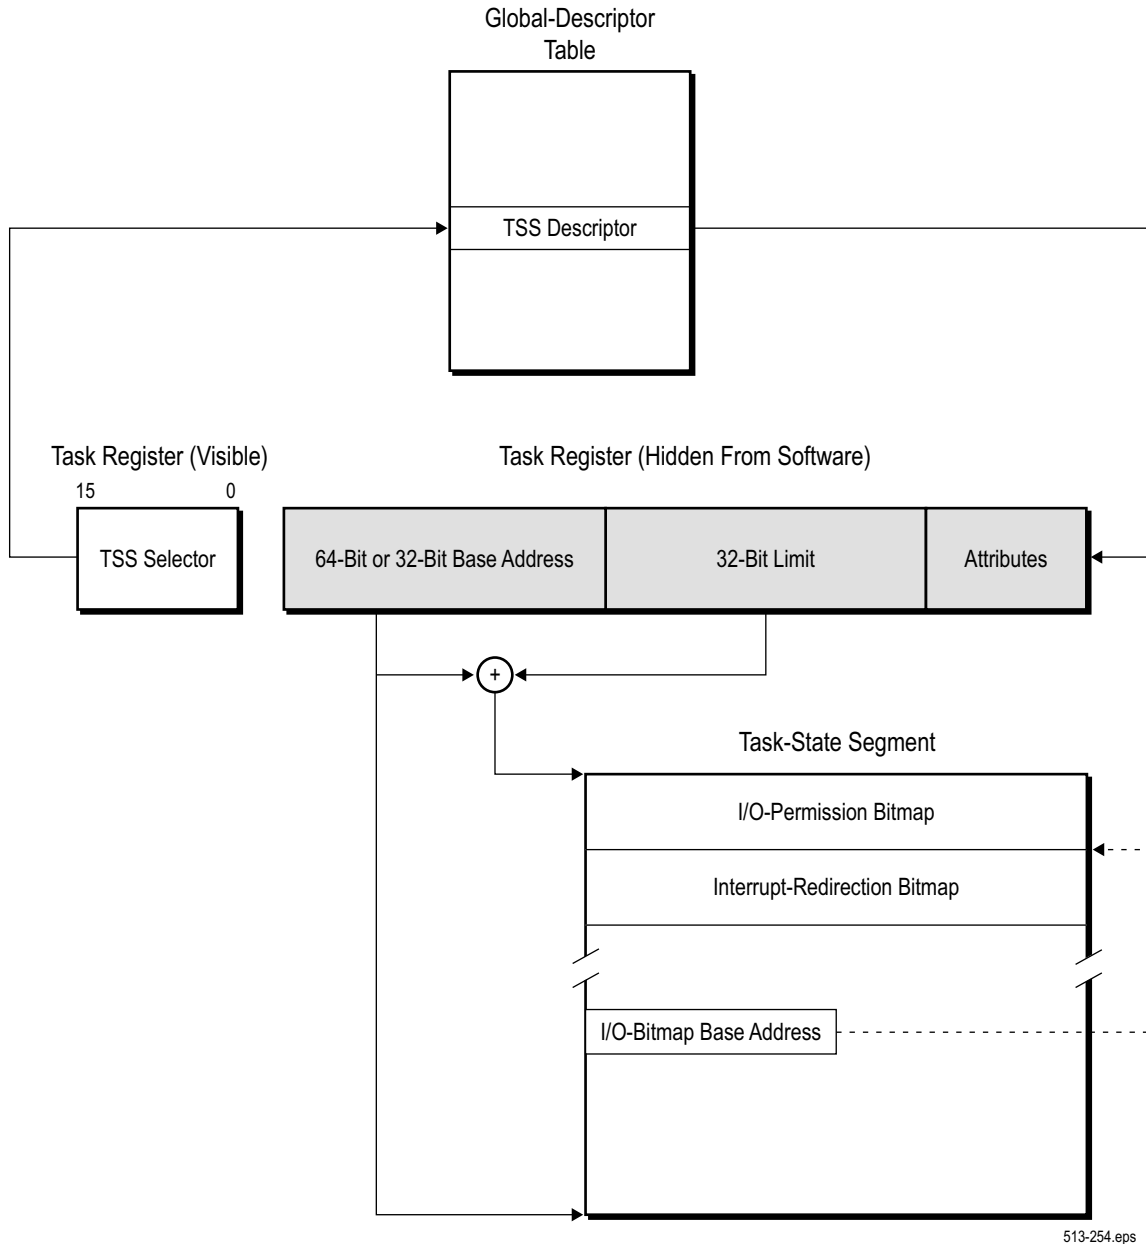 Global-Descriptor
Table
TSS Descriptor
Task Register (Visible)
Task Register (Hidden From Software)
15 0
TSS Selector
64-Bit or 32-Bit Base Address
32-Bit Limit
Attributes
+
Task-State Segment
I/O-Permission Bitmap
Interrupt-Redirection Bitmap
I/O-Bitmap Base Address
513-254.eps